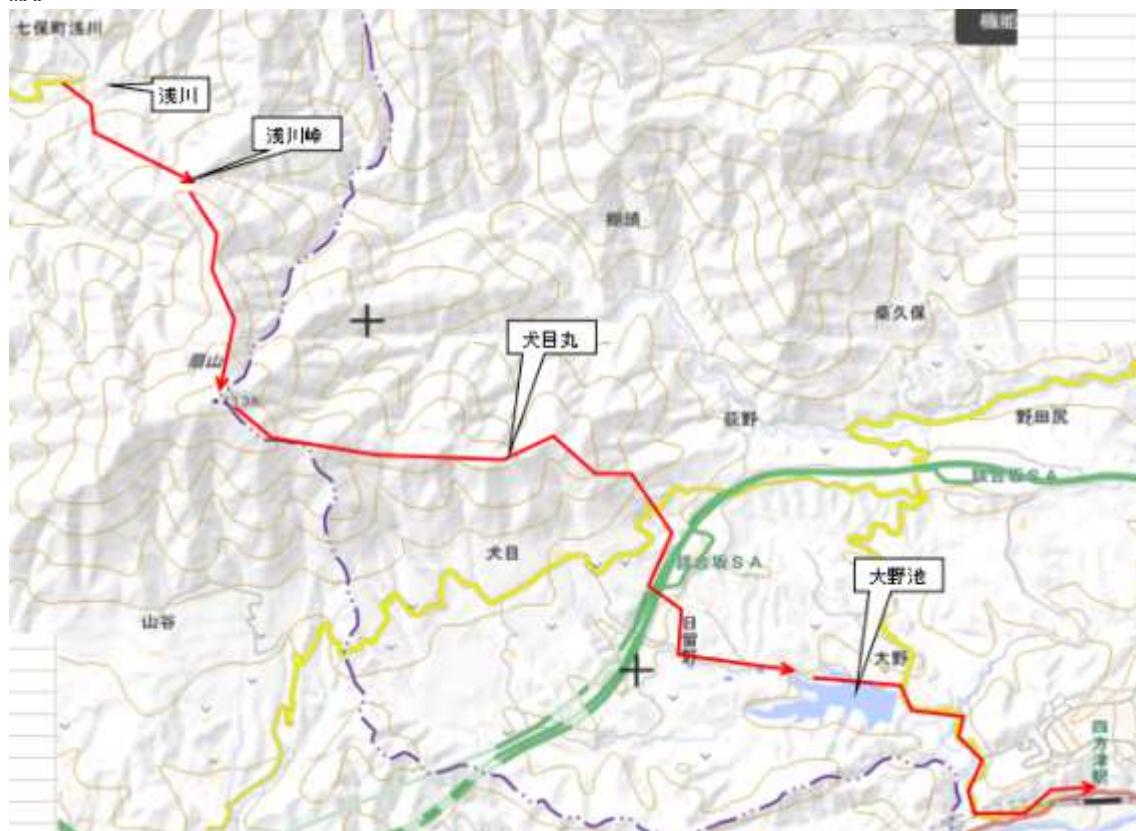 七保町浅川
浅川
浅川峠
棚頭
桑久保
扇山
犬目丸
荻野
野田尻
談合坂SA
犬目
談合坂SA
大野池
山谷
日留野
大野
四方津駅